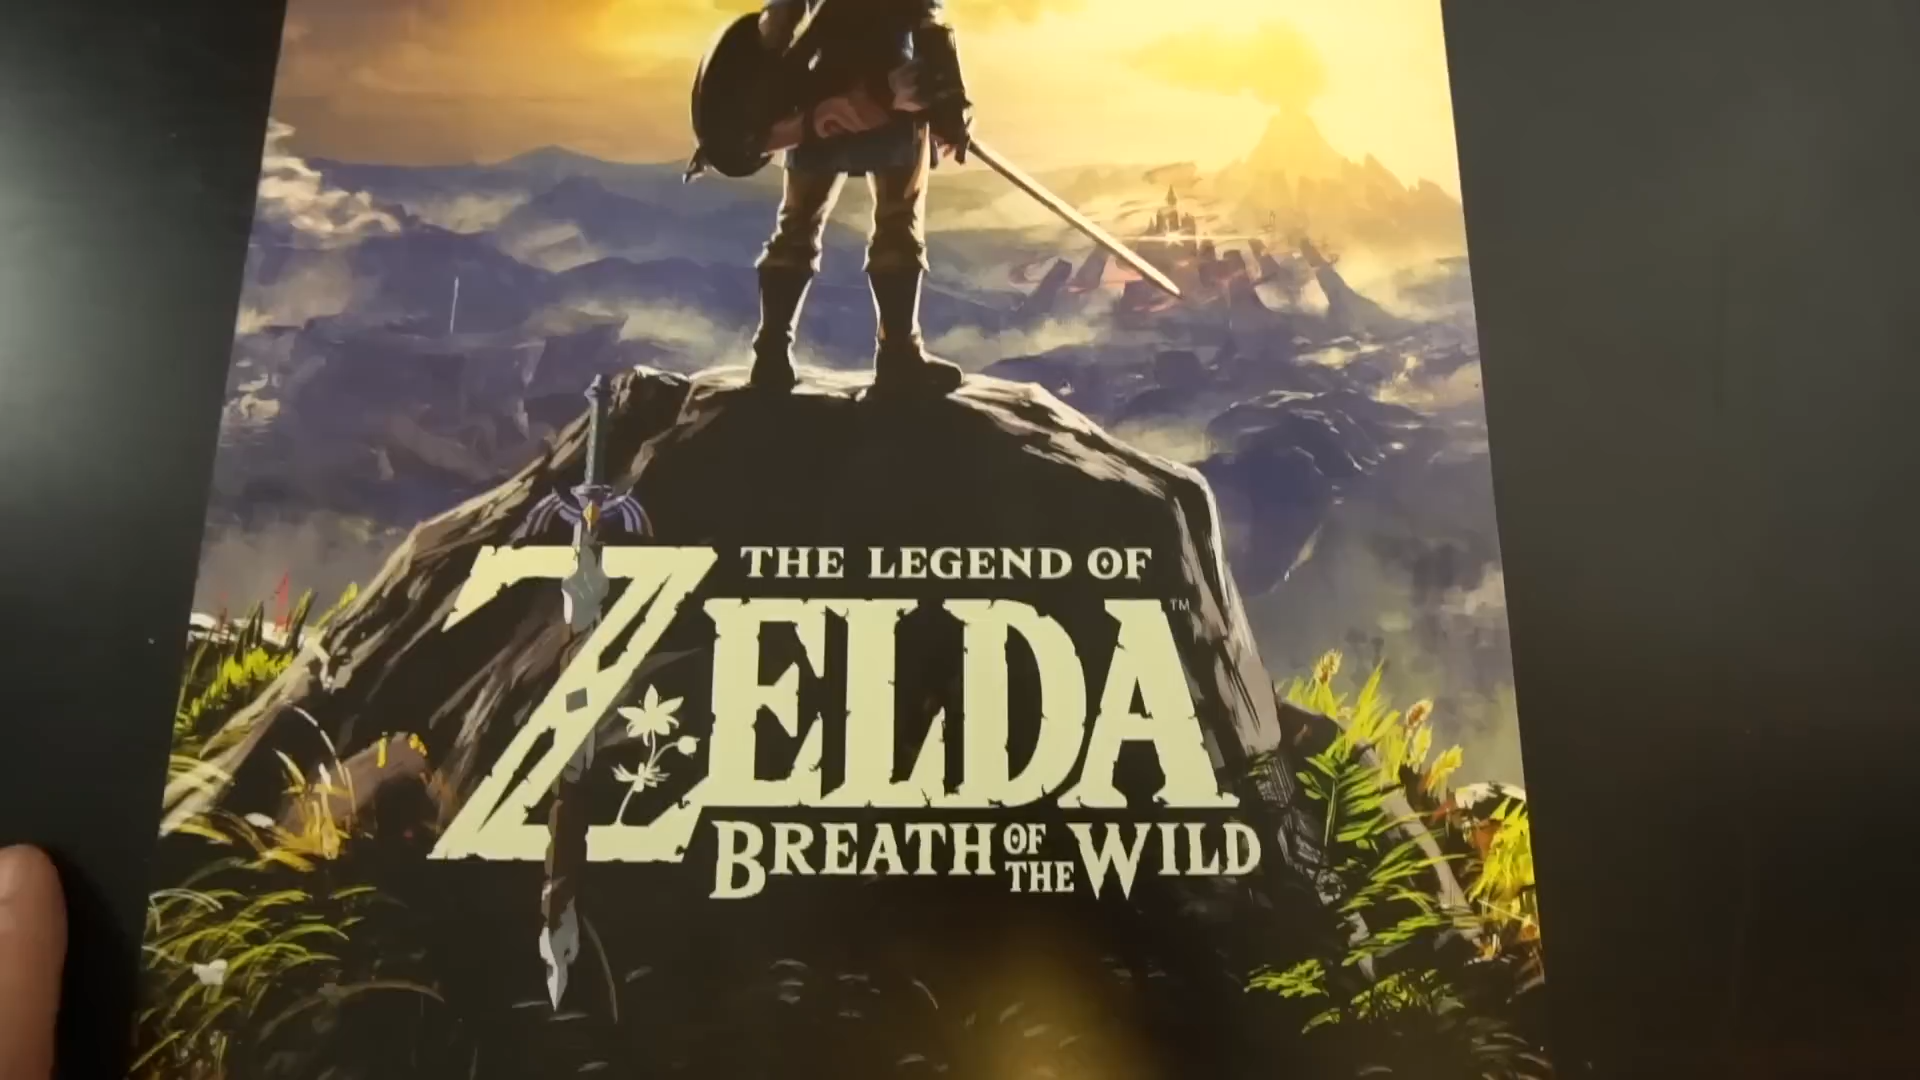 THE LEGEND OF
ZELDA™
BREATH OF THE WILD